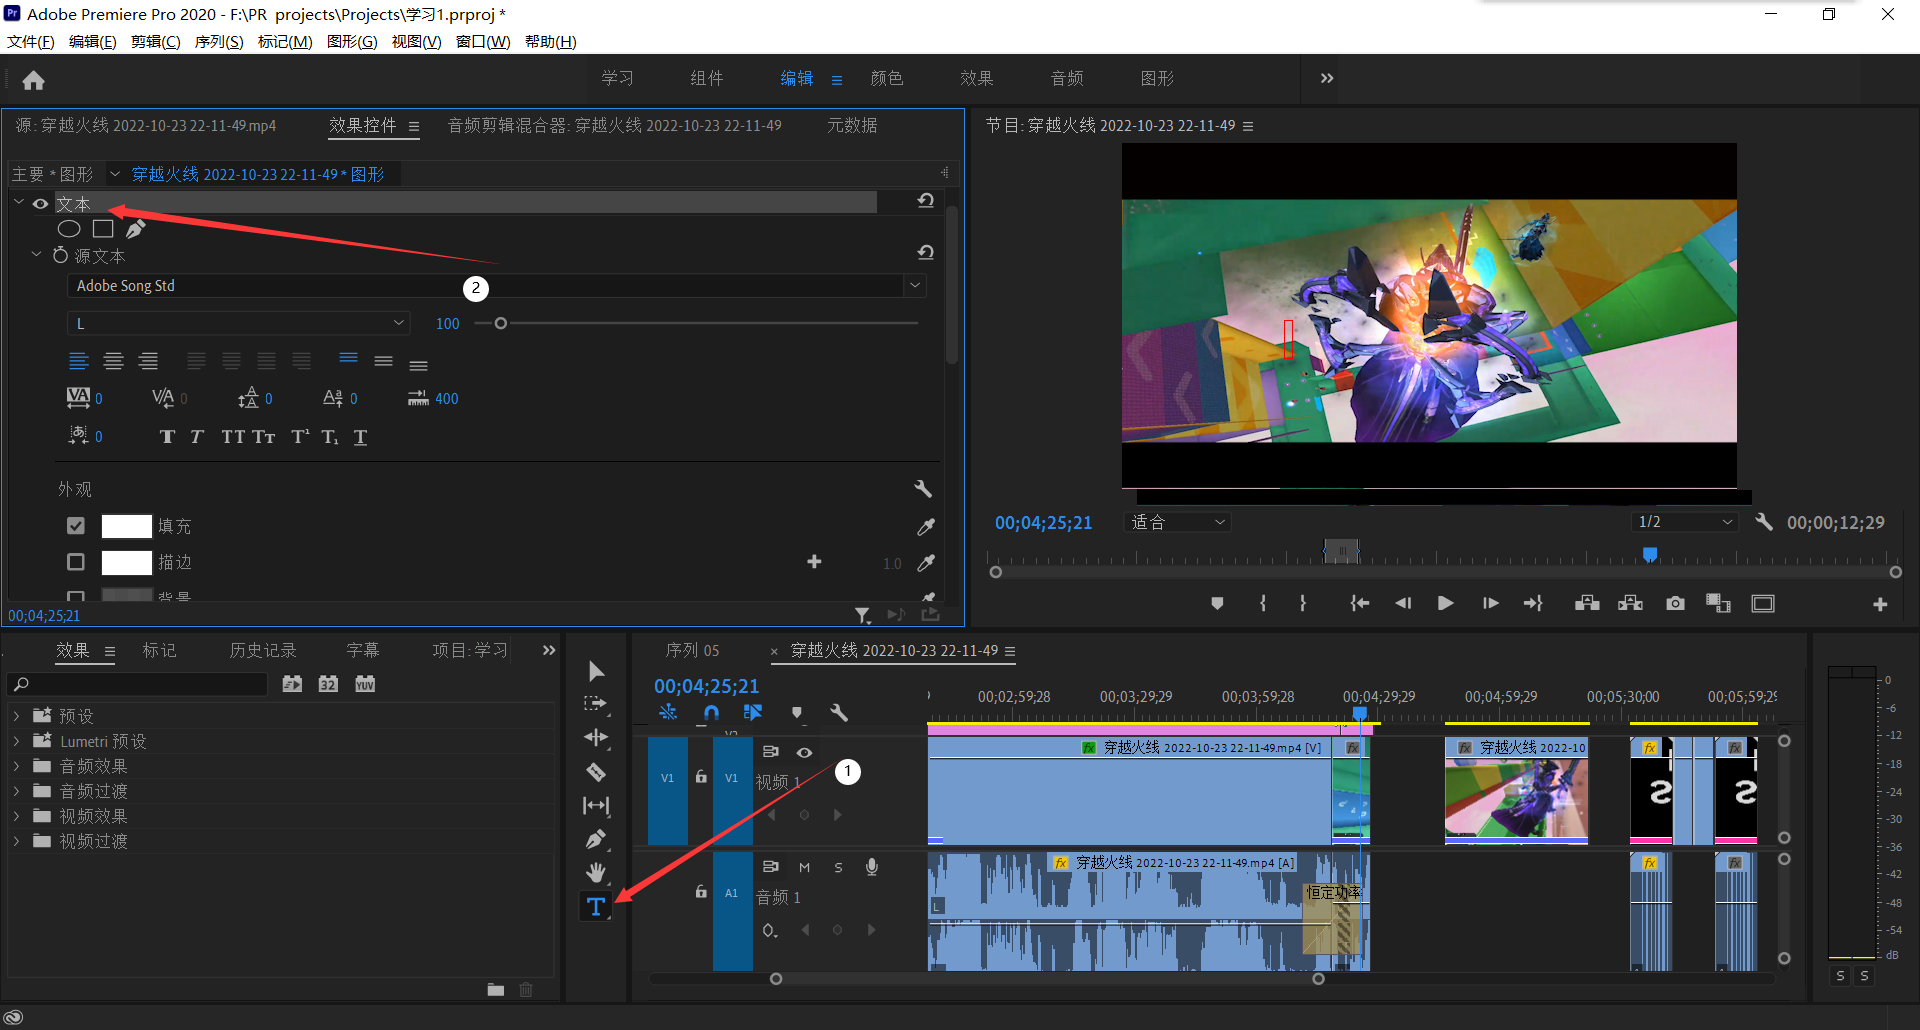 Pr Adobe Premiere Pro 2020 - F:\PR projects\Projects\学习1.prproj *
文件(F) 编辑(E) 剪辑(C) 序列(S) 标记(M) 图形(G) 视图(V) 窗口(W) 帮助(H)
学习 组件 编辑 颜色 效果 音频 图形
源: 穿越火线 2022-10-23 22-11-49.mp4 效果控件 音频剪辑混合器: 穿越火线 2022-10-23 22-11-49 元数据
主要 * 图形 穿越火线 2022-10-23 22-11-49 * 图形
文本
源文本
Adobe Song Std
L 100
0 0 0 0 400
0 T T TT Tт T¹ T₁ T
外观
填充
描边 1.0
背景
00;04;25;21
2
节目: 穿越火线 2022-10-23 22-11-49
00;04;25;21 适合 1/2 00;00;12;29
效果 标记 历史记录 字幕 项目: 学习
32 YUV
预设
Lumetri 预设
音频效果
音频过渡
视频效果
视频过渡
T
1
序列 05 × 穿越火线 2022-10-23 22-11-49
00;04;25;21
00;02;59;28 00;03;29;29 00;03;59;28 00;04;29;29 00;04;59;29 00;05;30;00 00;05;59;29
V1 V1 视频 1
fx 穿越火线 2022-10-23 22-11-49.mp4 [V] fx fx 穿越火线 2022-10 fx fx
S S
A1 M S
音频 1
fx 穿越火线 2022-10-23 22-11-49.mp4 [A] fx fx
恒定功率
L
0
-6
-12
-18
-24
-30
-36
-42
-48
-54
dB
S S